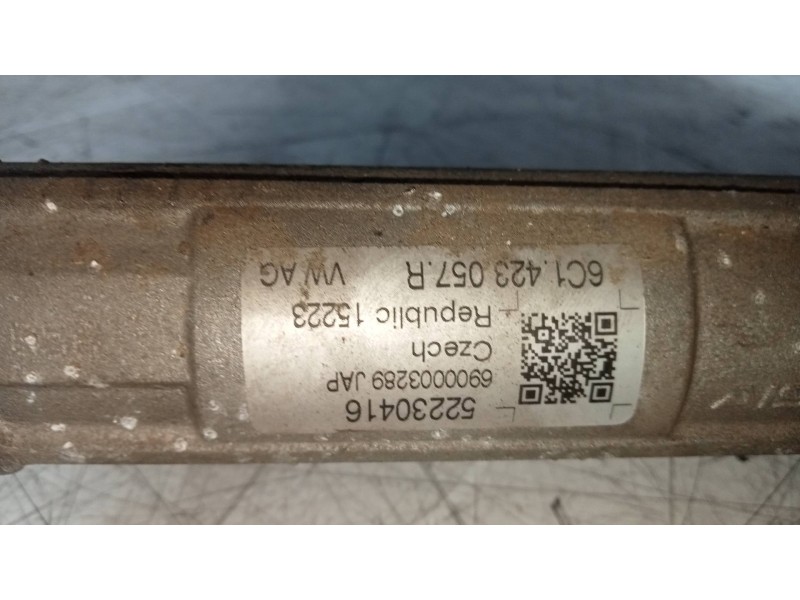 52230416
6900003289 JAP
Czech
Republic 15223
6C1.423.057.R VW AG